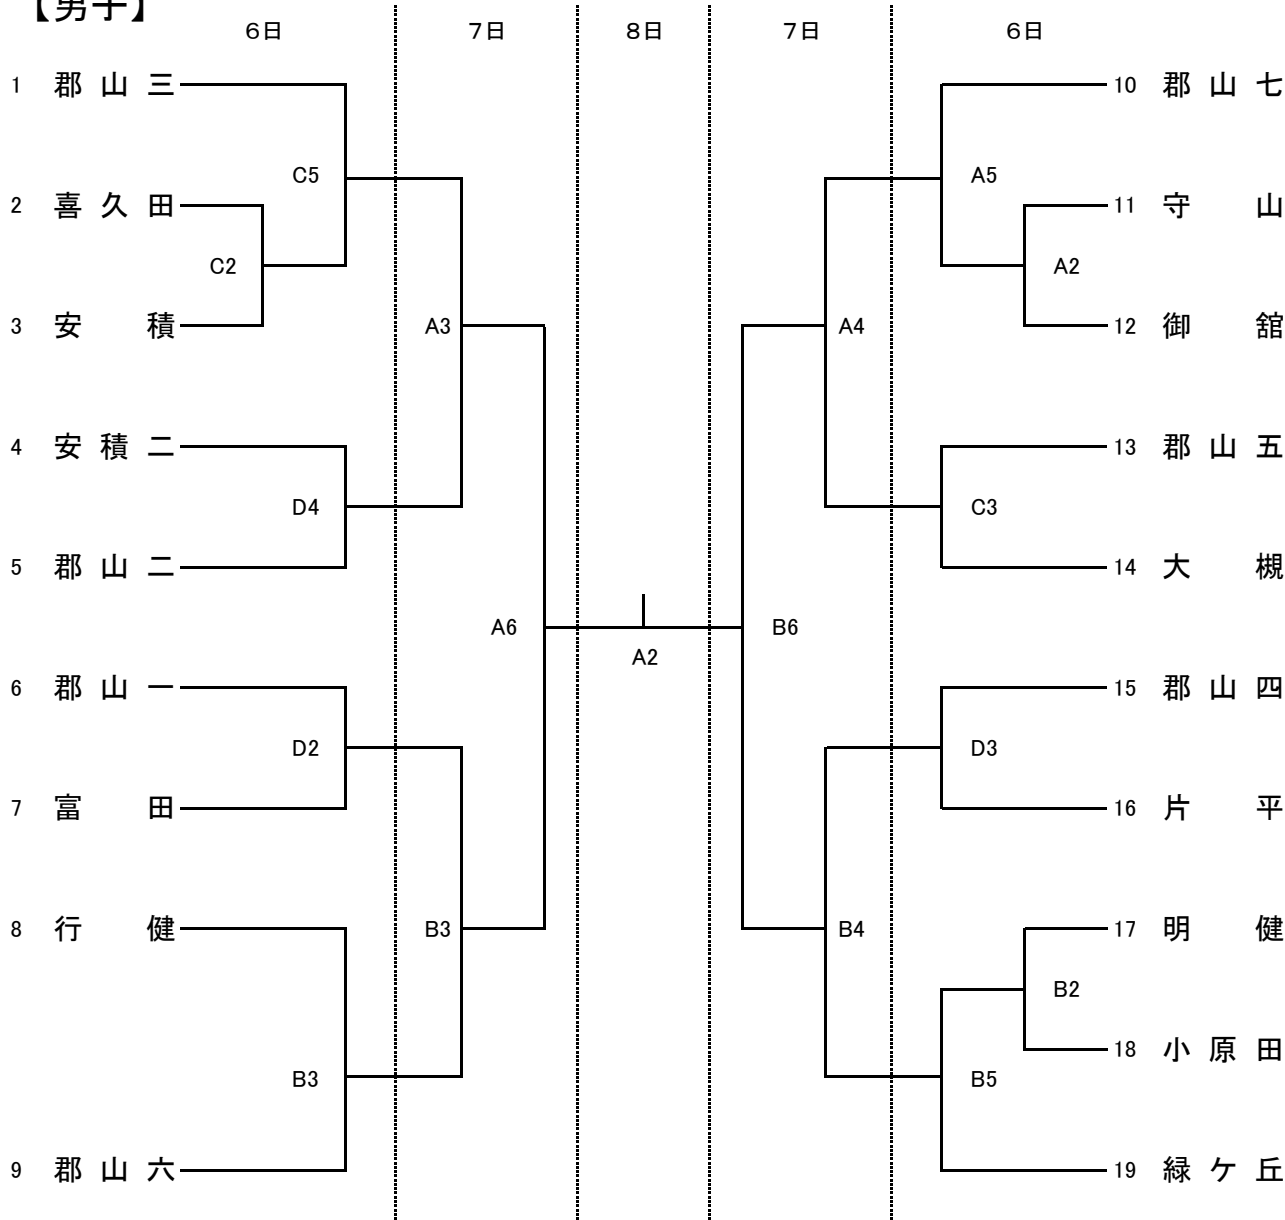 【男子】
6日 7日 8日 7日 6日
1 郡山三 10 郡山七
C5 A5
2 喜久田 11 守山
C2 A2
3 安積 A3 A4 12 御舘
4 安積二 13 郡山五
D4 C3
5 郡山二 14 大槻
A6 B6
A2
6 郡山一 15 郡山四
D2 D3
7 富田 16 片平
8 行健 B3 B4 17 明健
B2
18 小原田
B3 B5
9 郡山六 19 緑ケ丘